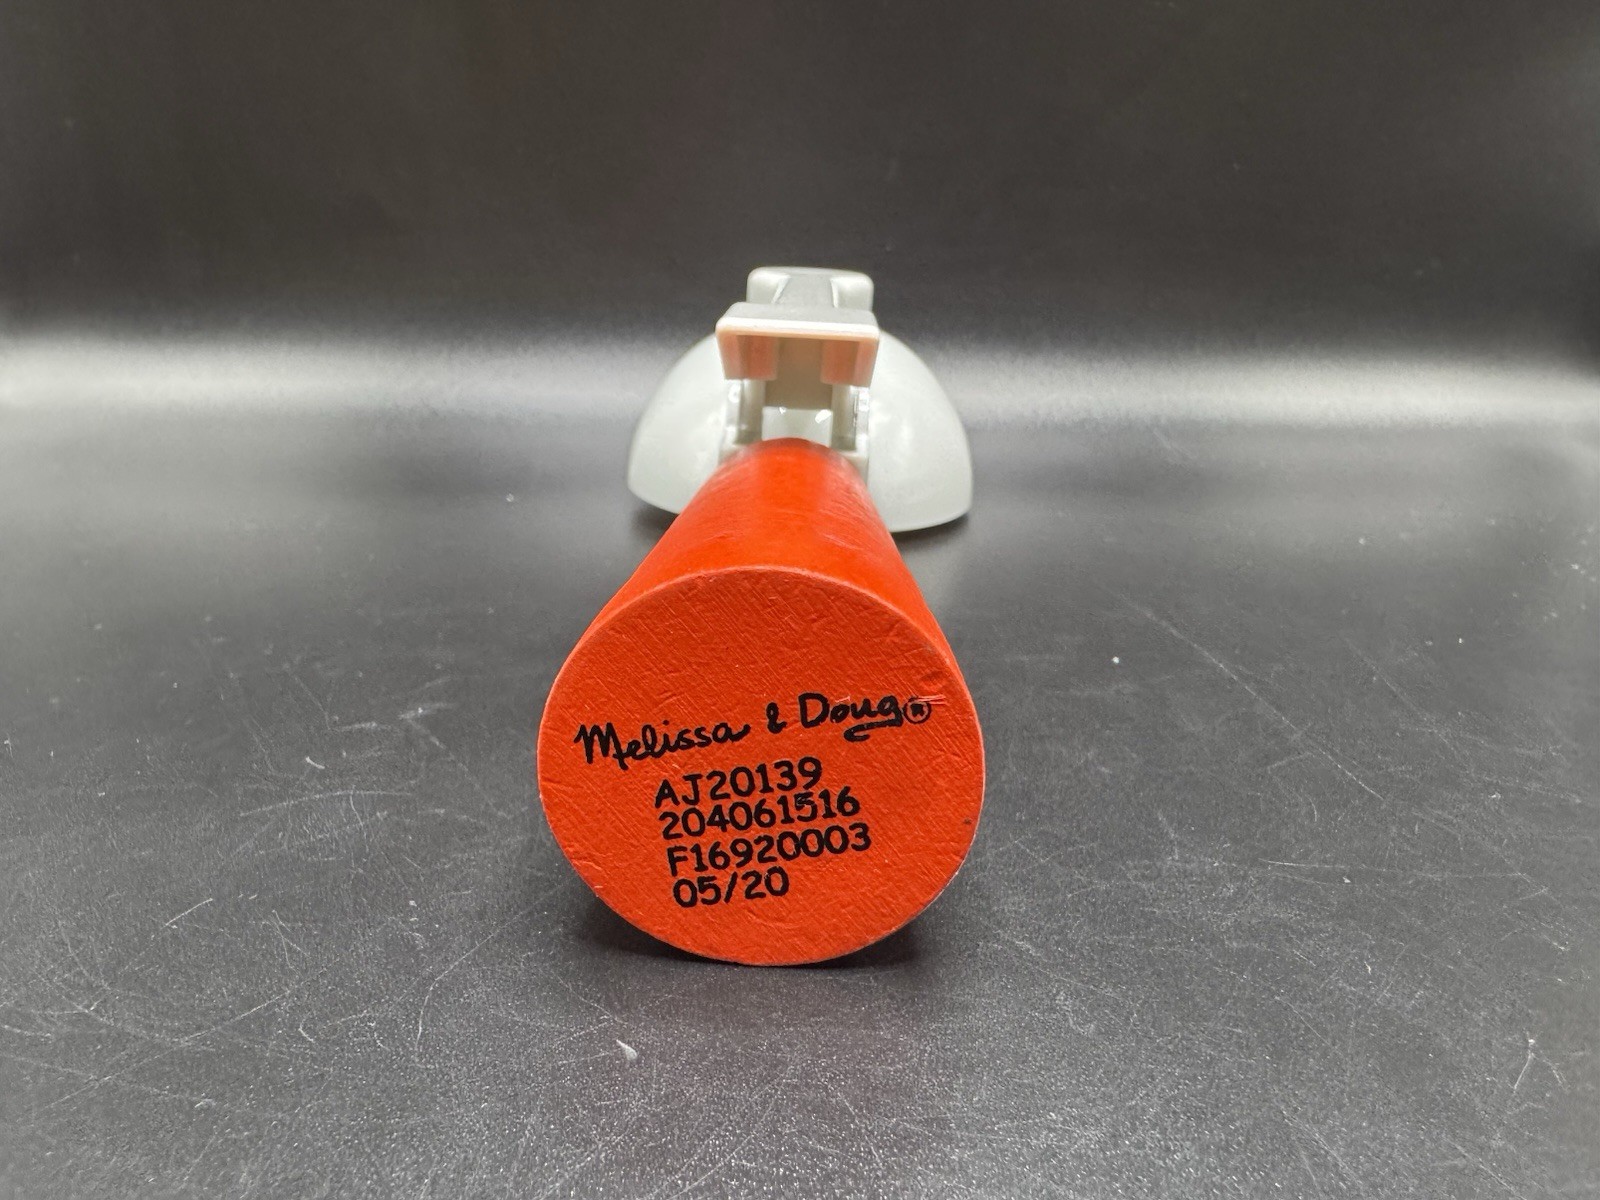 Melissa & Doug®
AJ20139
204061516
F16920003
05/20